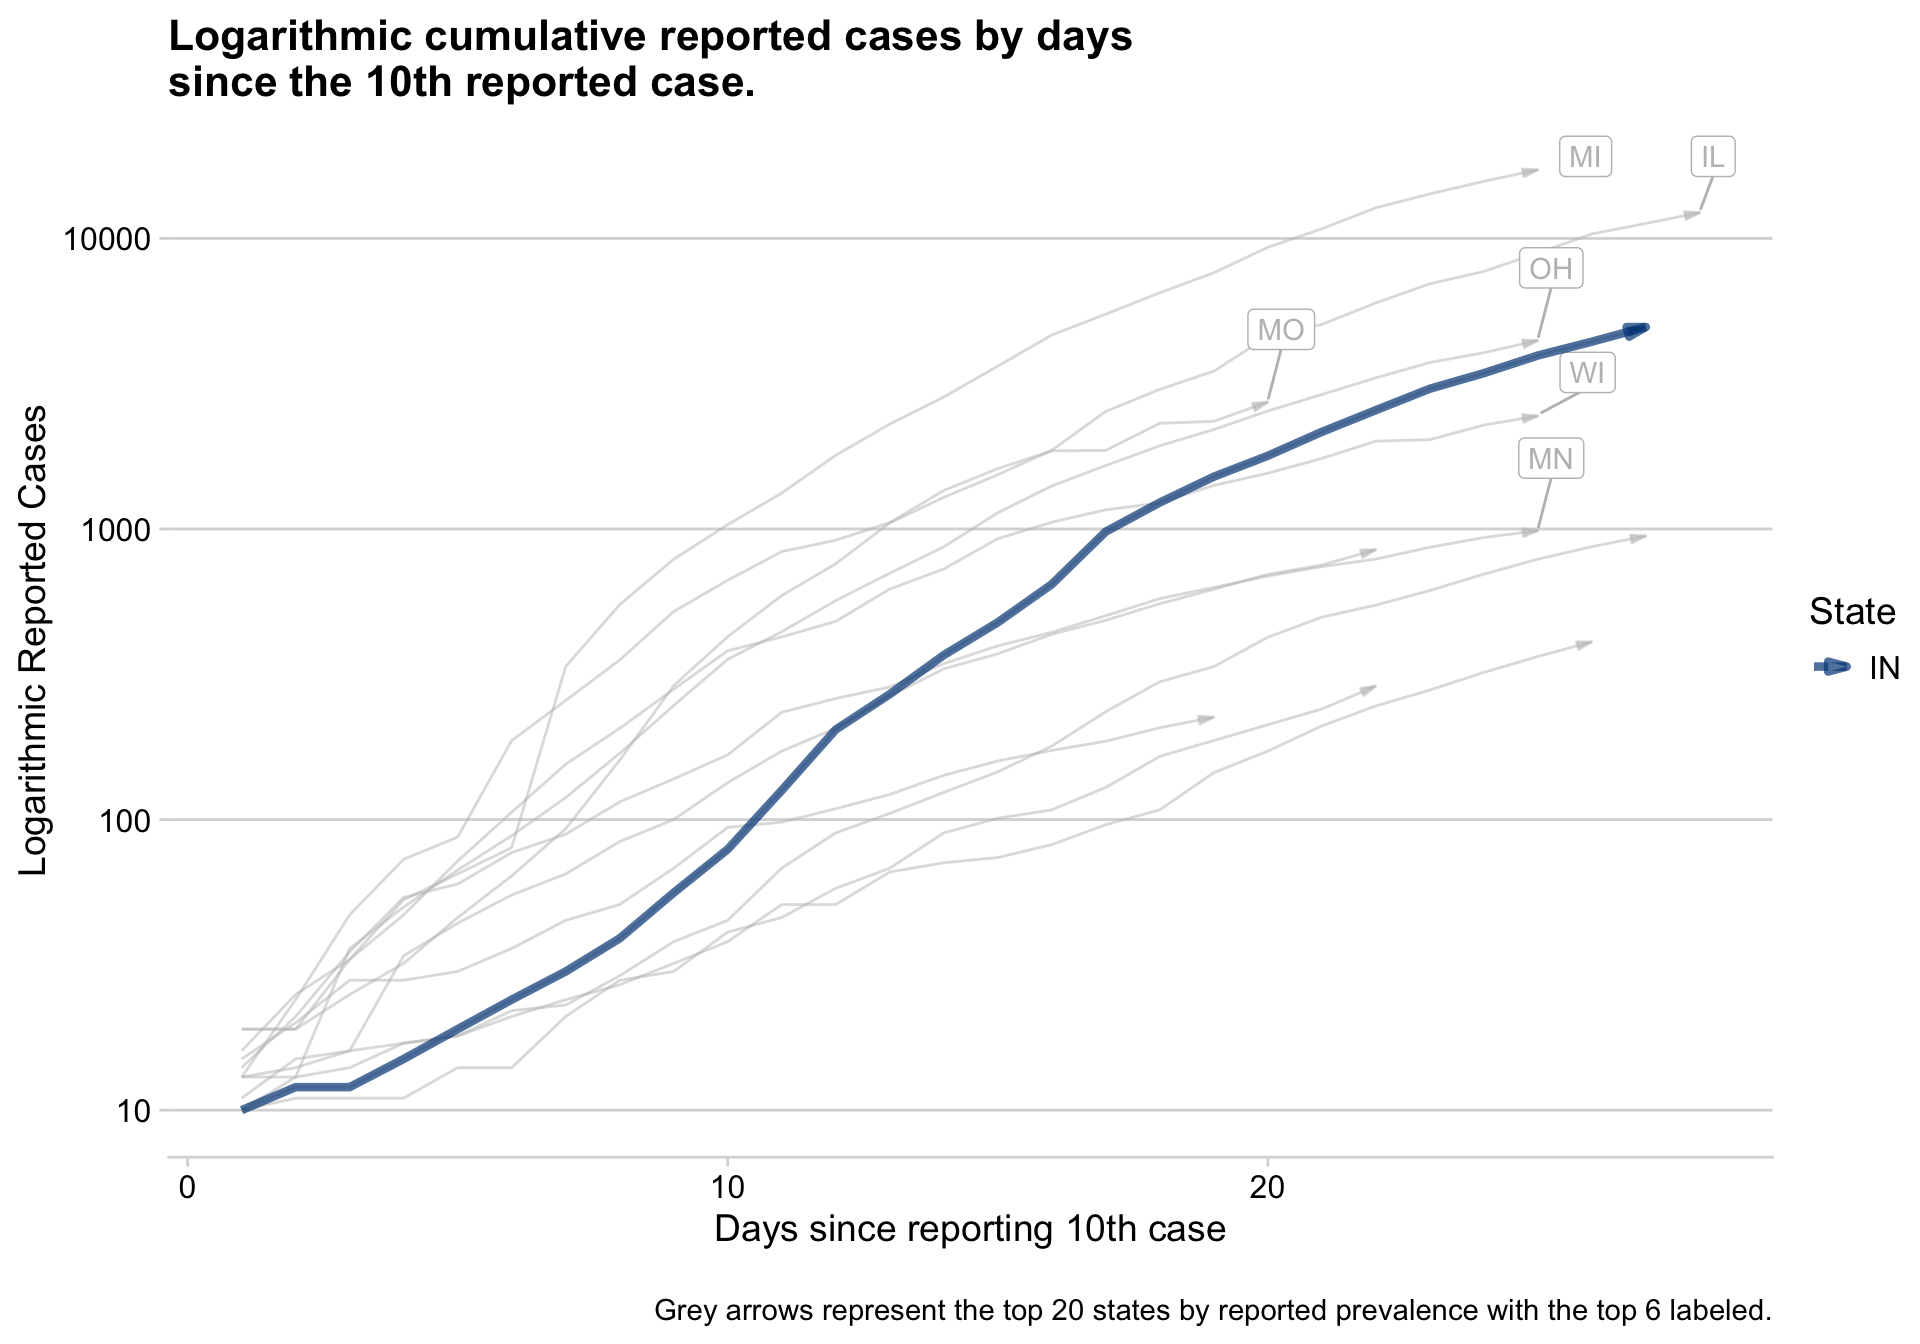 Logarithmic cumulative reported cases by days
since the 10th reported case.
MI
IL
10000
OH
MO
WI
MN
1000
100
10
Logarithmic Reported Cases
State
IN
0
10
20
Days since reporting 10th case
Grey arrows represent the top 20 states by reported prevalence with the top 6 labeled.